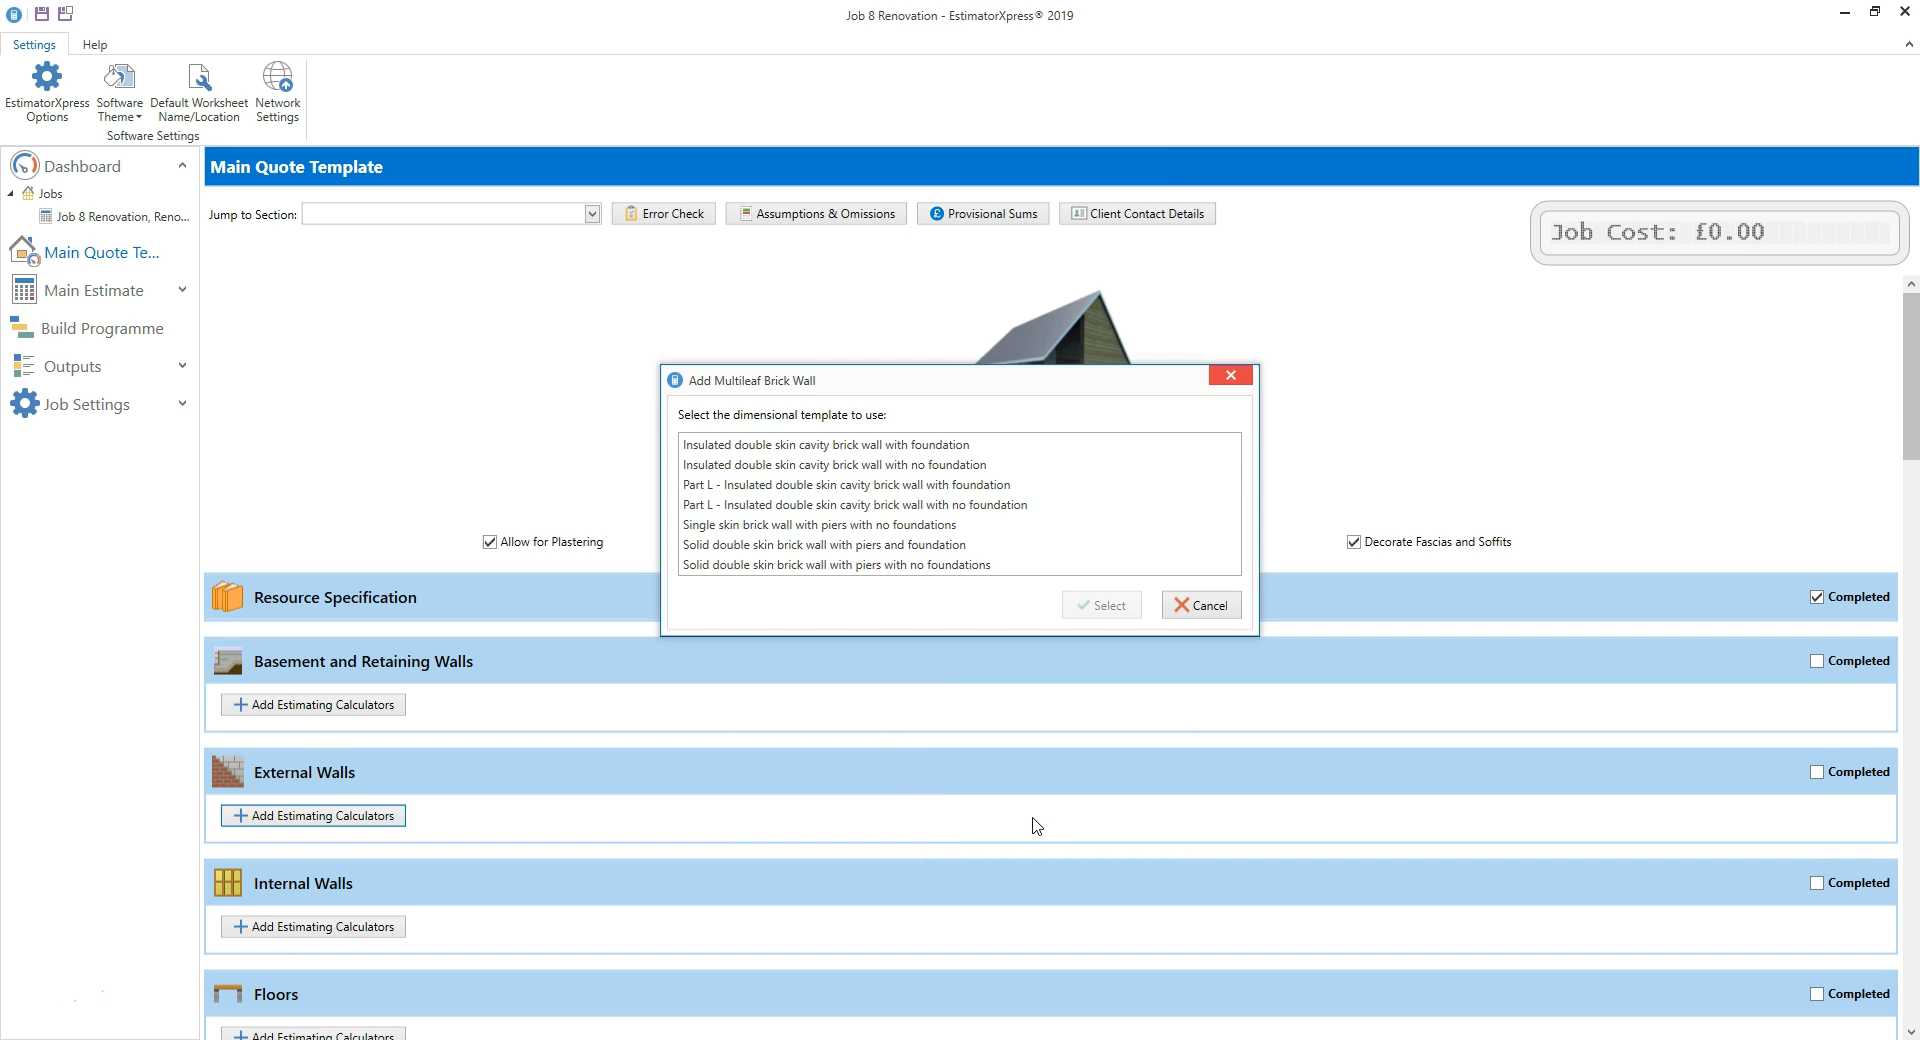 Job 8 Renovation - EstimatorXpress® 2019
Settings Help
EstimatorXpress Options
Software Theme
Default Worksheet Name/Location
Network Settings
Software Settings
Dashboard
Jobs
Job 8 Renovation, Reno...
Main Quote Te...
Main Estimate
Build Programme
Outputs
Job Settings
Main Quote Template
Jump to Section: Error Check Assumptions & Omissions Provisional Sums Client Contact Details
Job Cost: £0.00
Add Multileaf Brick Wall
Select the dimensional template to use:
Insulated double skin cavity brick wall with foundation
Insulated double skin cavity brick wall with no foundation
Part L - Insulated double skin cavity brick wall with foundation
Part L - Insulated double skin cavity brick wall with no foundation
Single skin brick wall with piers with no foundations
Solid double skin brick wall with piers and foundation
Solid double skin brick wall with piers with no foundations
Select Cancel
Allow for Plastering Decorate Fascias and Soffits
Resource Specification Completed
Basement and Retaining Walls Completed
Add Estimating Calculators
External Walls Completed
Add Estimating Calculators
Internal Walls Completed
Add Estimating Calculators
Floors Completed
Add Estimating Calculators